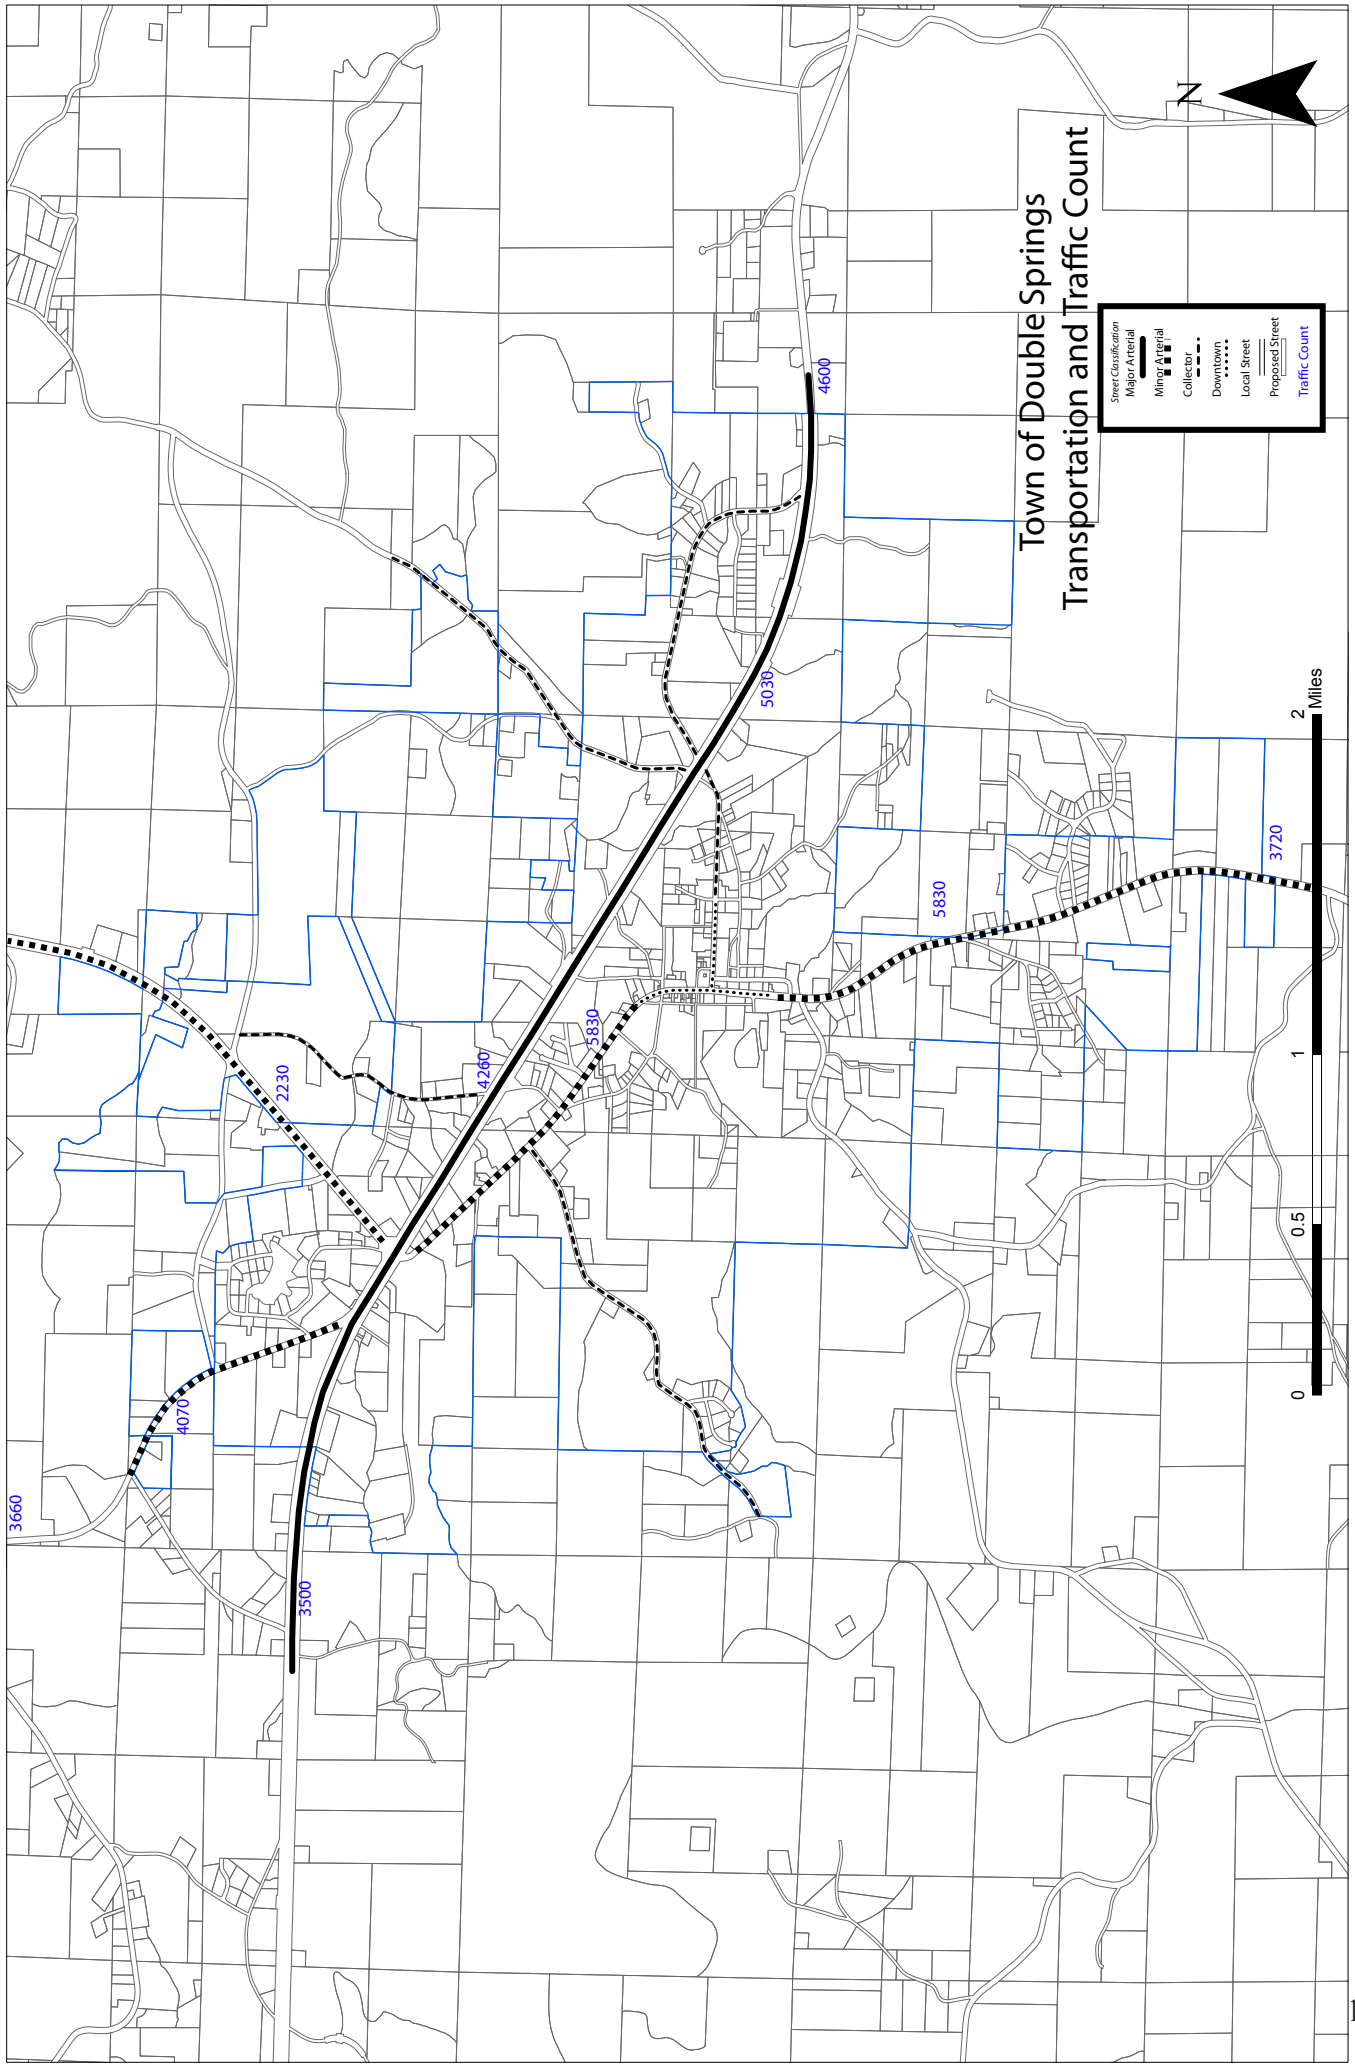 Town of Double Springs
Transportation and Traffic Count
N
Street Classification
Major Arterial
Minor Arterial
Collector
Downtown
Local Street
Proposed Street
Traffic Count
3660
4070
3500
2230
4260
5830
5030
4600
5830
3720
0
0.5
1
2
Miles
1